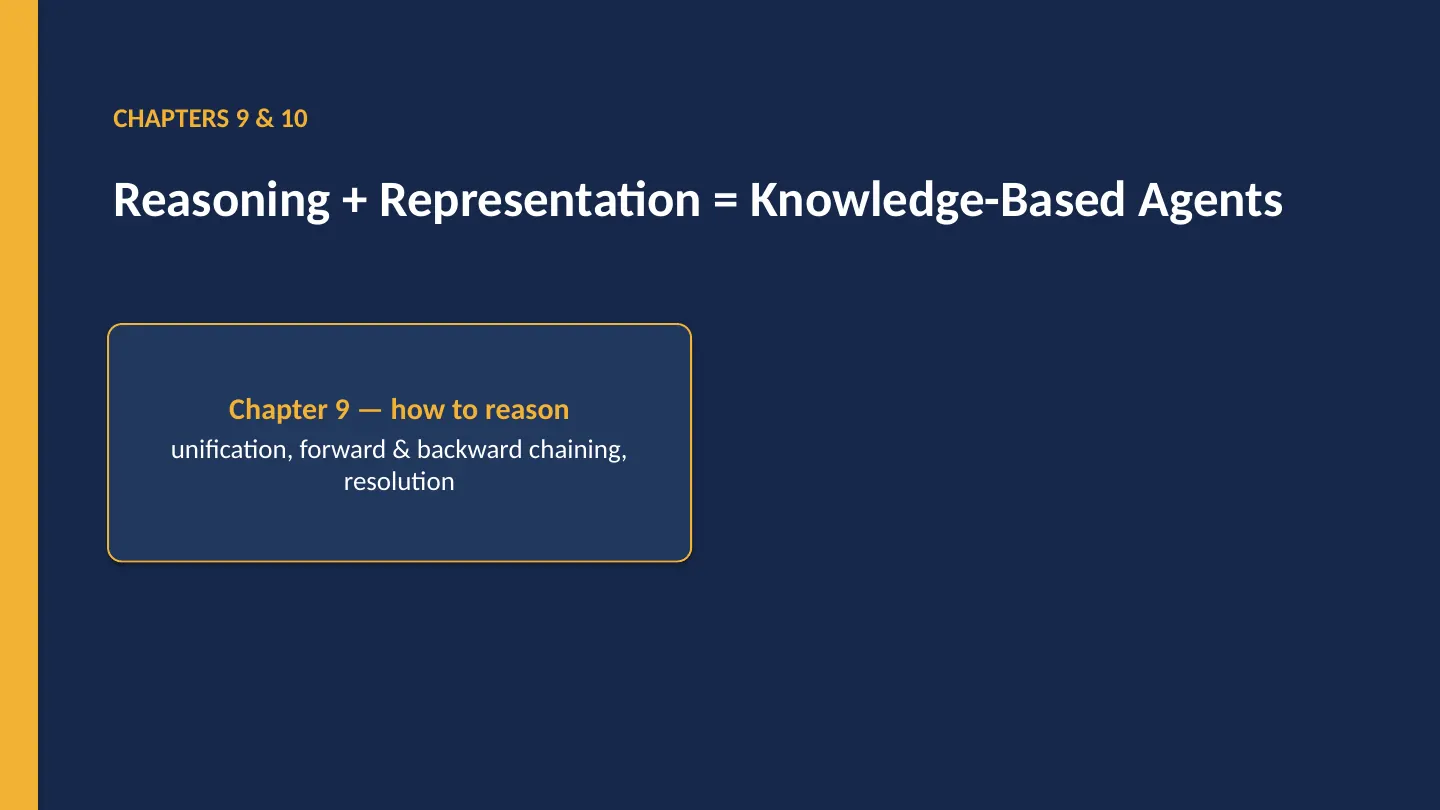 CHAPTERS 9 & 10
Reasoning + Representation = Knowledge-Based Agents
Chapter 9 — how to reason
unification, forward & backward chaining,
resolution